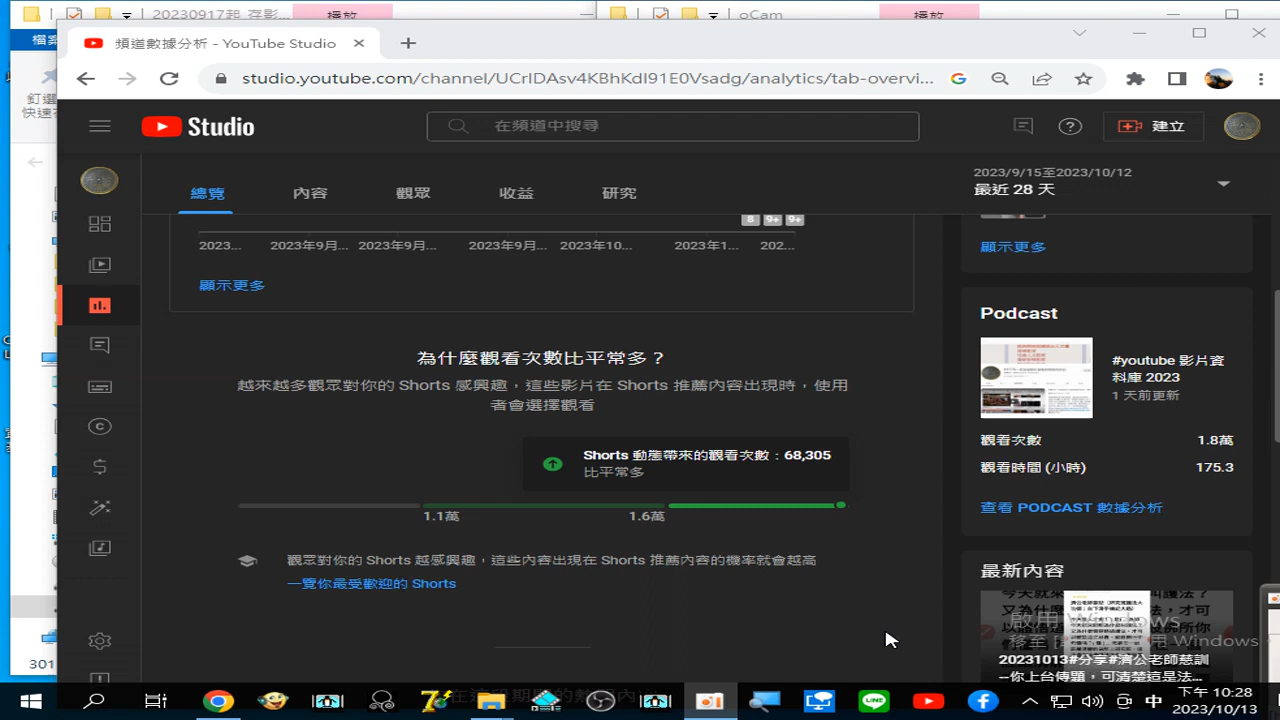 20230917起 存影...
播放
oCam
播放
檔案
頻道數據分析 - YouTube Studio
studio.youtube.com/channel/UCrIDAsv4KBhKdI91E0Vsadg/analytics/tab-overvi...
釘選
快速存
Studio
在頻道中搜尋
建立
總覽
內容
觀眾
收益
研究
2023/9/15至2023/10/12
最近 28 天
8 9+ 9+
2023... 2023年9月... 2023年9月... 2023年9月... 2023年10... 2023年1... 202...
顯示更多
顯示更多
為什麼觀看次數比平常多？
越來越多觀眾對你的 Shorts 感興趣，這些影片在 Shorts 推薦內容出現時，使用
者會選擇觀看
Shorts 動態帶來的觀看次數：68,305
比平常多
1.1萬
1.6萬
觀眾對你的 Shorts 越感興趣，這些內容出現在 Shorts 推薦內容的機率就會越高
一覽你最受歡迎的 Shorts
Podcast
#youtube 影片資
料庫 2023
1 天前更新
觀看次數 1.8萬
觀看時間 (小時) 175.3
查看 PODCAST 數據分析
最新內容
啟用 Windows
20231013#分享#濟公老師慈訓
--你上台傳題，可清楚這是法...
301
在這段期間的熱門內
中
下午 10:28
2023/10/13